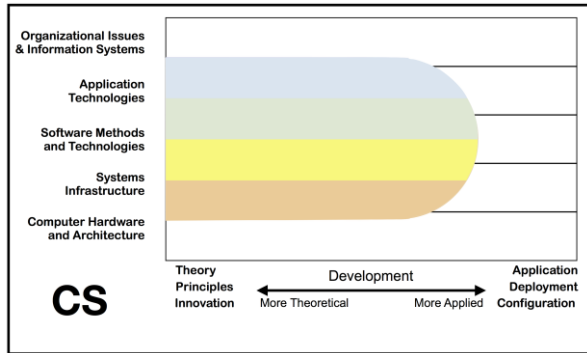 Organizational Issues
& Information Systems
Application
Technologies
Software Methods
and Technologies
Systems
Infrastructure
Computer Hardware
and Architecture
CS
Theory
Principles
Innovation
Development
More Theoretical
More Applied
Application
Deployment
Configuration